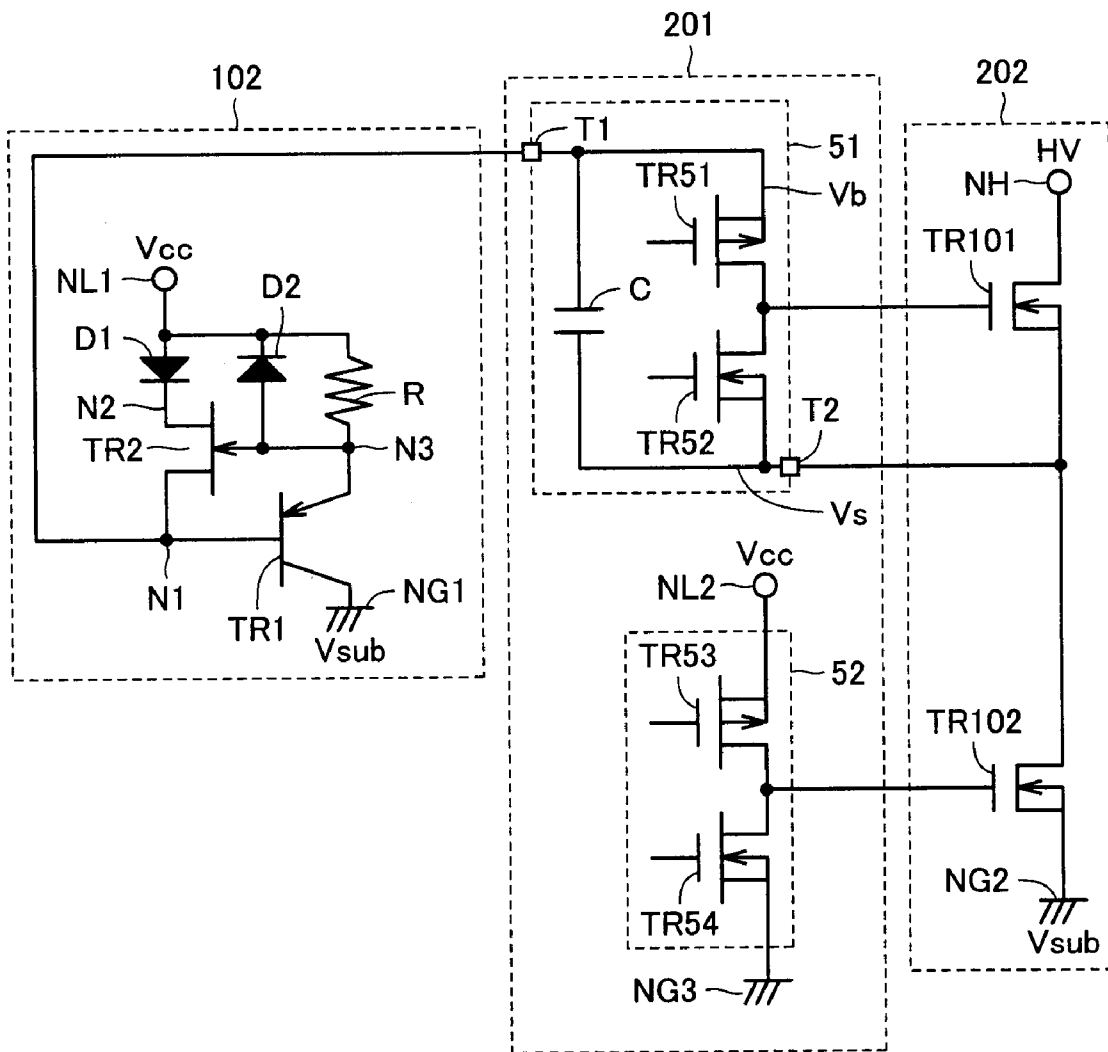 201
102
202
T1
51
HV
NH
TR51
Vb
TR101
Vcc
NL1
D2
C
D1
R
N2
TR52
T2
TR2
N3
Vs
Vcc
N1
NG1
NL2
TR1
Vsub
TR53
52
TR102
NG2
TR54
Vsub
NG3